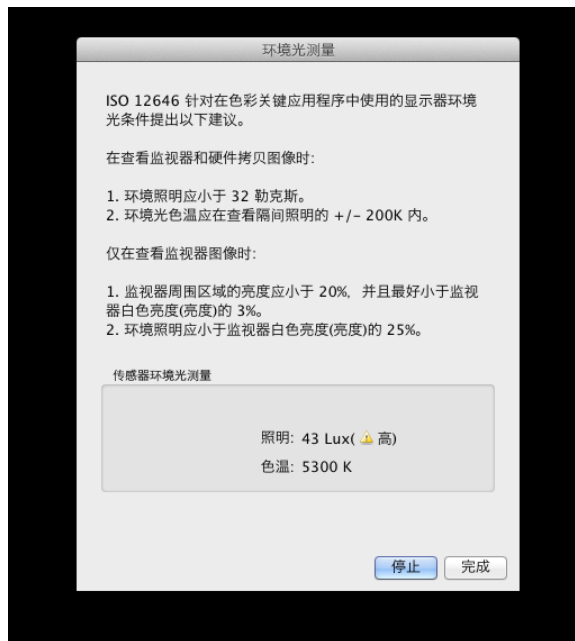 环境光测量
ISO 12646 针对在色彩关键应用程序中使用的显示器环境
光条件提出以下建议。
在查看监视器和硬件拷贝图像时:
1. 环境照明应小于 32 勒克斯。
2. 环境光色温应在查看隔间照明的 +/- 200K 内。
仅在查看监视器图像时:
1. 监视器周围区域的亮度应小于 20%, 并且最好小于监视
器白色亮度(亮度)的 3%。
2. 环境照明应小于监视器白色亮度(亮度)的 25%。
传感器环境光测量
照明: 43 Lux( 高)
色温: 5300 K
停止 完成